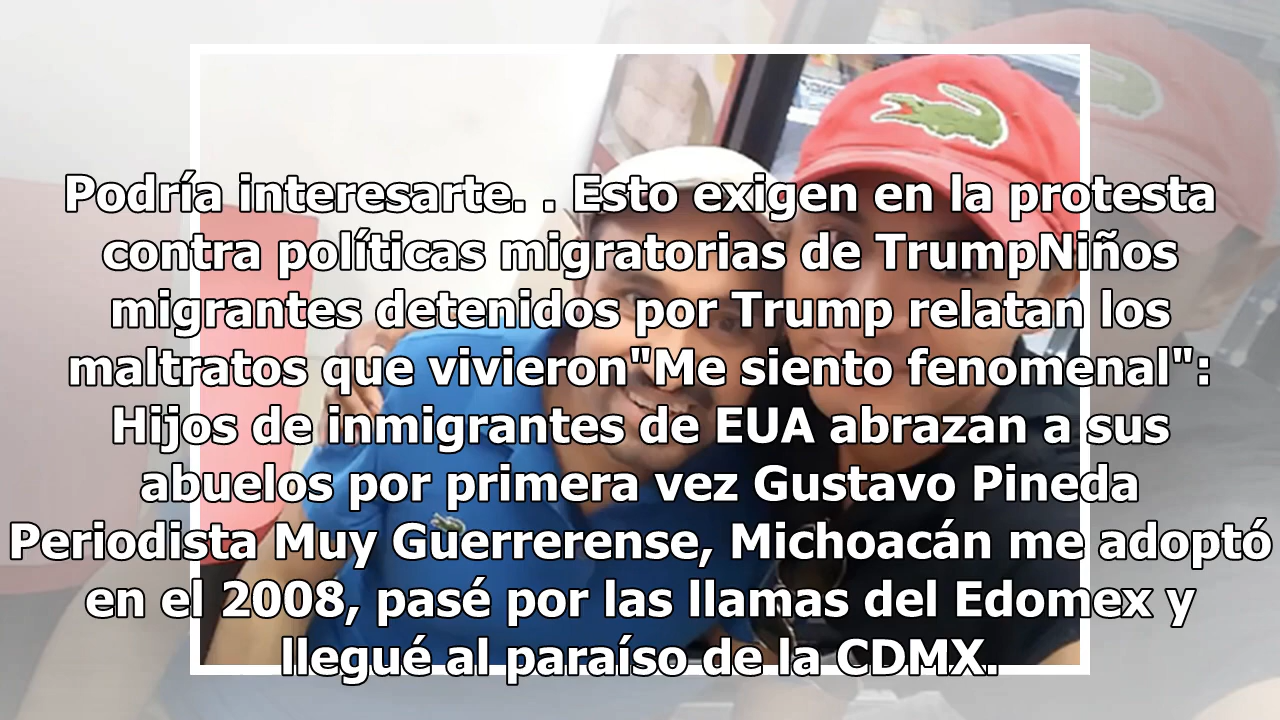 Podría interesarte. . Esto exigen en la protesta
contra políticas migratorias de TrumpNiños
migrantes detenidos por Trump relatan los
maltratos que vivieron"Me siento fenomenal":
Hijos de inmigrantes de EUA abrazan a sus
abuelos por primera vez Gustavo Pineda
Periodista Muy Guerrerense, Michoacán me adoptó
en el 2008, pasé por las llamas del Edomex y
llegué al paraíso de la CDMX.